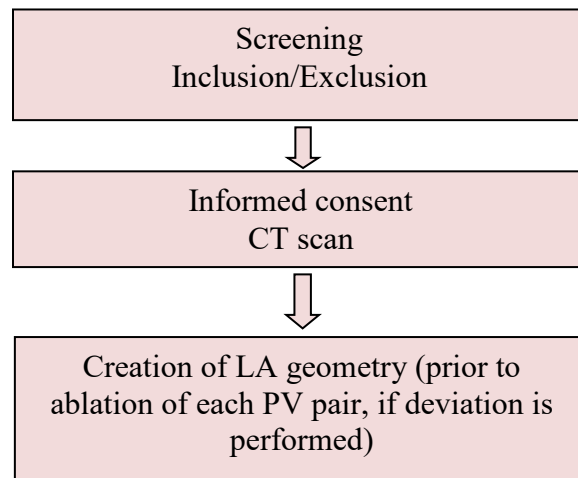 Screening
Inclusion/Exclusion
Informed consent
CT scan
Creation of LA geometry (prior to
ablation of each PV pair, if deviation is
performed)